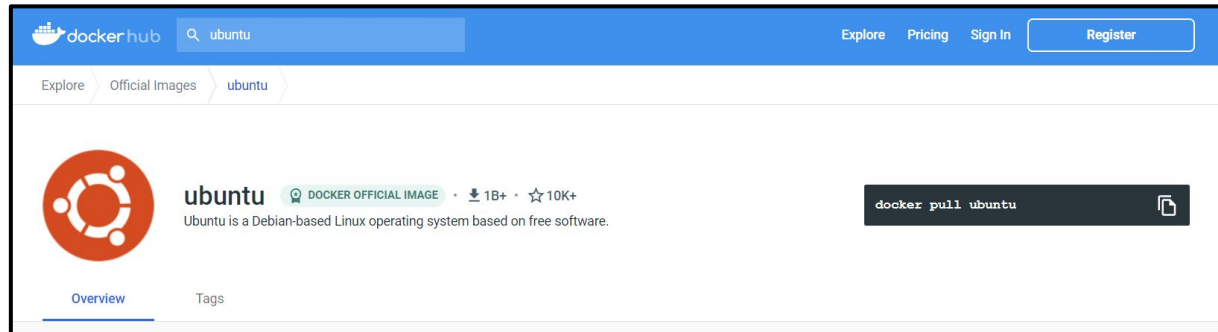 dockerhub ubuntu Explore Pricing Sign In Register
Explore Official Images ubuntu
ubuntu DOCKER OFFICIAL IMAGE · 1B+ · 10K+
Ubuntu is a Debian-based Linux operating system based on free software.
docker pull ubuntu
Overview Tags